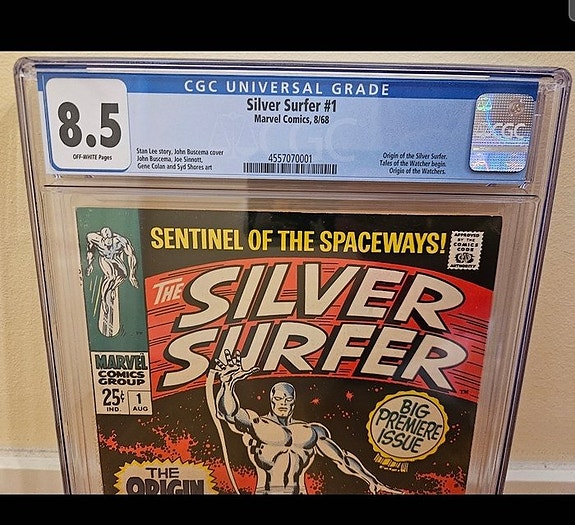 CGC UNIVERSAL GRADE
8.5
OFF-WHITE Pages
Silver Surfer #1
Marvel Comics, 8/68
Stan Lee story, John Buscema cover
John Buscema, Joe Sinnott,
Gene Colan and Syd Shores art
4557070001
Origin of the Silver Surfer.
Tales of the Watcher begin.
Origin of the Watchers.
CGC
SENTINEL OF THE SPACEWAYS!
APPROVED
BY THE
COMICS
CODE
AUTHORITY
THE SILVER
SURFER
MARVEL
COMICS
GROUP
25¢
IND.
1
AUG
BIG
PREMIERE
ISSUE
THE
ORIGIN